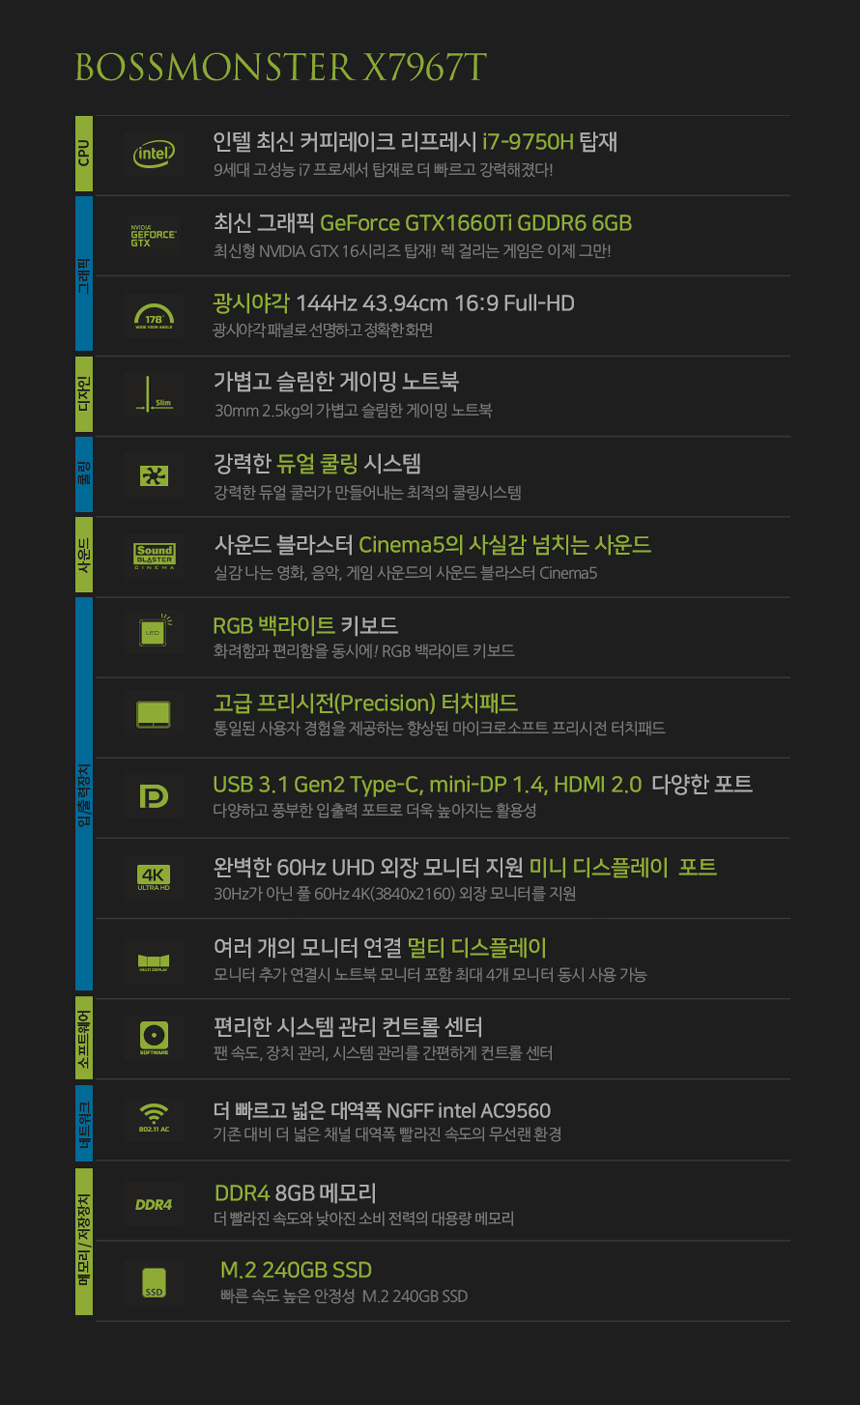 BOSSMONSTER X7967T
CPU
intel
인텔 최신 커피레이크 리프레시 i7-9750H 탑재
9세대 고성능 i7 프로세서 탑재로 더 빠르고 강력해졌다!
그래픽
NVIDIA
GEFORCE
GTX
최신 그래픽 GeForce GTX1660Ti GDDR6 6GB
최신형 NVIDIA GTX 16시리즈 탑재! 렉 걸리는 게임은 이제 그만!
178°
WIDE VIEW ANGLE
광시야각 144Hz 43.94cm 16:9 Full-HD
광시야각 패널로 선명하고 정확한 화면
디자인
Slim
가볍고 슬림한 게이밍 노트북
30mm 2.5kg의 가볍고 슬림한 게이밍 노트북
쿨링
강력한 듀얼 쿨링 시스템
강력한 듀얼 쿨러가 만들어내는 최적의 쿨링시스템
사운드
Sound
BLASTER
CINEMA
사운드 블라스터 Cinema5의 사실감 넘치는 사운드
실감 나는 영화, 음악, 게임 사운드의 사운드 블라스터 Cinema5
입/출력장치
LED
RGB 백라이트 키보드
화려함과 편리함을 동시에! RGB 백라이트 키보드
고급 프리시전(Precision) 터치패드
통일된 사용자 경험을 제공하는 향상된 마이크로소프트 프리시전 터치패드
USB 3.1 Gen2 Type-C, mini-DP 1.4, HDMI 2.0 다양한 포트
다양하고 풍부한 입출력 포트로 더욱 높아지는 활용성
4K
ULTRA HD
완벽한 60Hz UHD 외장 모니터 지원 미니 디스플레이 포트
30Hz가 아닌 풀 60Hz 4K(3840x2160) 외장 모니터를 지원
MULTI DISPLAY
여러 개의 모니터 연결 멀티 디스플레이
모니터 추가 연결시 노트북 모니터 포함 최대 4개 모니터 동시 사용 가능
소프트웨어
SOFTWARE
편리한 시스템 관리 컨트롤 센터
팬 속도, 장치 관리, 시스템 관리를 간편하게 컨트롤 센터
네트워크
802.11 AC
더 빠르고 넓은 대역폭 NGFF intel AC9560
기존 대비 더 넓은 채널 대역폭 빨라진 속도의 무선랜 환경
메모리/저장장치
DDR4
DDR4 8GB 메모리
더 빨라진 속도와 낮아진 소비 전력의 대용량 메모리
SSD
M.2 240GB SSD
빠른 속도 높은 안정성 M.2 240GB SSD